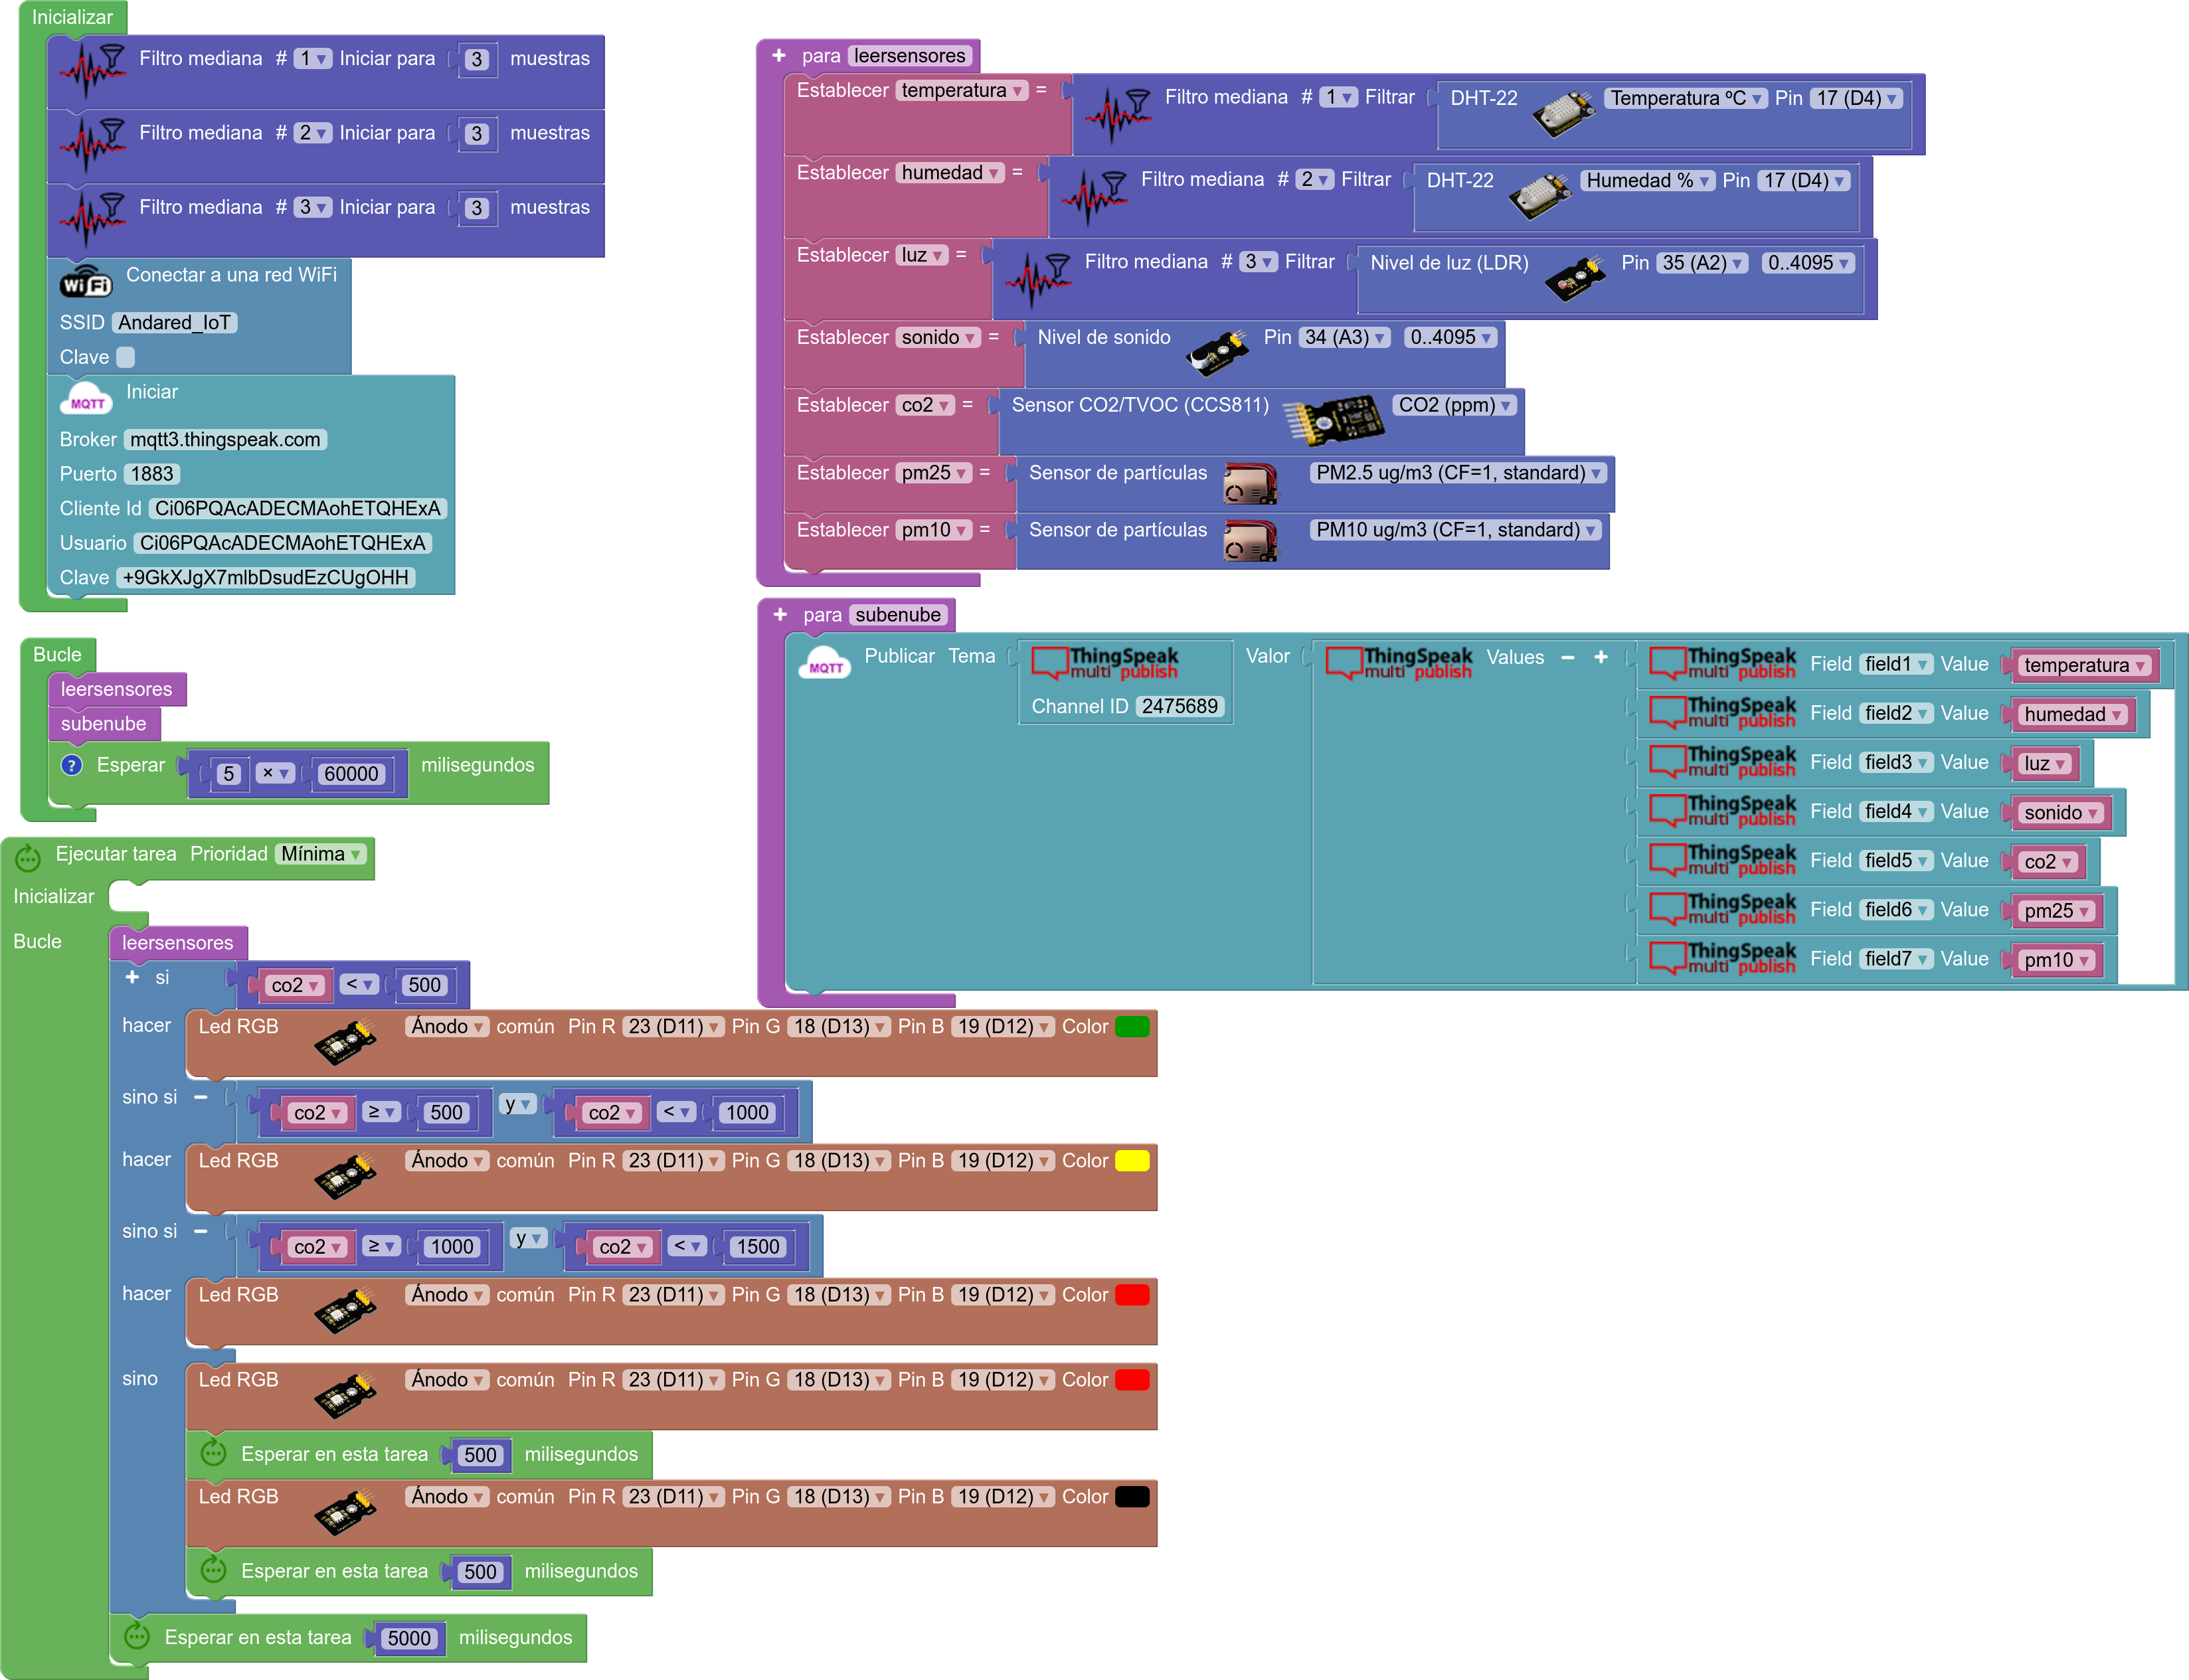 Inicializar
Filtro mediana # 1 Iniciar para 3 muestras
Filtro mediana # 2 Iniciar para 3 muestras
Filtro mediana # 3 Iniciar para 3 muestras
WiFi Conectar a una red WiFi
SSID Andared_IoT
Clave
MQTT Iniciar
Broker mqtt3.thingspeak.com
Puerto 1883
Cliente Id Ci06PQAcADECMAohETQHExA
Usuario Ci06PQAcADECMAohETQHExA
Clave +9GkXJgX7mlbDsudEzCUgOHH
Bucle
leersensores
subenube
? Esperar 5 × 60000 milisegundos
Ejecutar tarea Prioridad Mínima
Inicializar
Bucle
leersensores
+ si co2 < 500
hacer Led RGB Ánodo común Pin R 23 (D11) Pin G 18 (D13) Pin B 19 (D12) Color
sino si − co2 ≥ 500 y co2 < 1000
hacer Led RGB Ánodo común Pin R 23 (D11) Pin G 18 (D13) Pin B 19 (D12) Color
sino si − co2 ≥ 1000 y co2 < 1500
hacer Led RGB Ánodo común Pin R 23 (D11) Pin G 18 (D13) Pin B 19 (D12) Color
sino Led RGB Ánodo común Pin R 23 (D11) Pin G 18 (D13) Pin B 19 (D12) Color
Esperar en esta tarea 500 milisegundos
Led RGB Ánodo común Pin R 23 (D11) Pin G 18 (D13) Pin B 19 (D12) Color
Esperar en esta tarea 500 milisegundos
Esperar en esta tarea 5000 milisegundos
+ para leersensores
Establecer temperatura = Filtro mediana # 1 Filtrar DHT-22 Temperatura ºC Pin 17 (D4)
Establecer humedad = Filtro mediana # 2 Filtrar DHT-22 Humedad % Pin 17 (D4)
Establecer luz = Filtro mediana # 3 Filtrar Nivel de luz (LDR) Pin 35 (A2) 0..4095
Establecer sonido = Nivel de sonido Pin 34 (A3) 0..4095
Establecer co2 = Sensor CO2/TVOC (CCS811) CO2 (ppm)
Establecer pm25 = Sensor de partículas PM2.5 ug/m3 (CF=1, standard)
Establecer pm10 = Sensor de partículas PM10 ug/m3 (CF=1, standard)
+ para subenube
MQTT Publicar Tema ThingSpeak multi publish Valor ThingSpeak multi publish Values − + ThingSpeak multi publish Field field1 Value temperatura
Channel ID 2475689
ThingSpeak multi publish Field field2 Value humedad
ThingSpeak multi publish Field field3 Value luz
ThingSpeak multi publish Field field4 Value sonido
ThingSpeak multi publish Field field5 Value co2
ThingSpeak multi publish Field field6 Value pm25
ThingSpeak multi publish Field field7 Value pm10